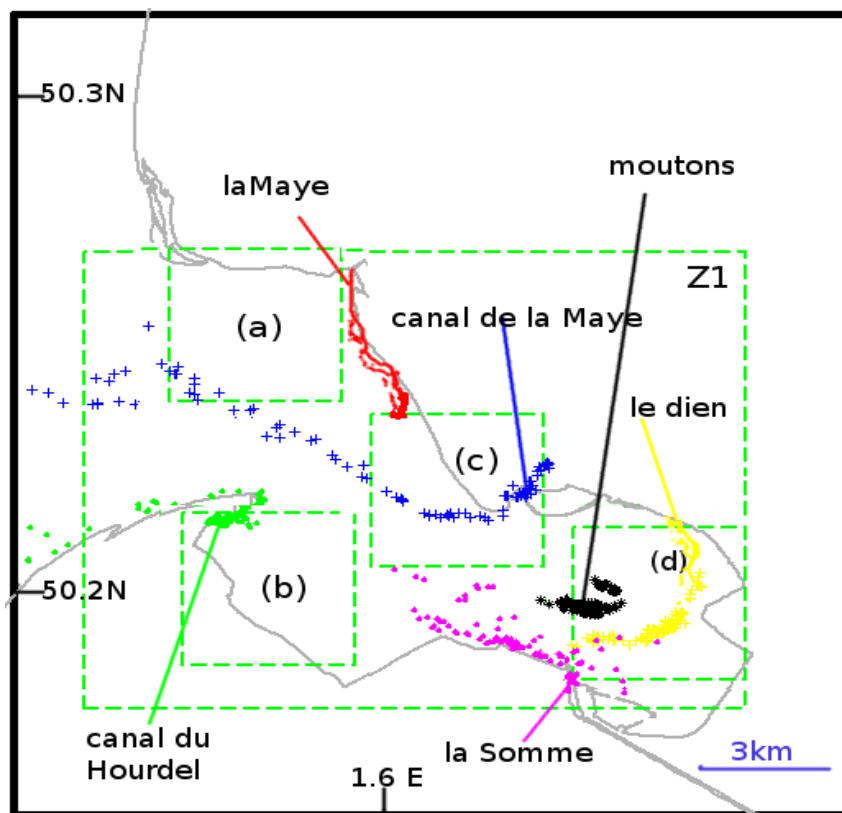 50.3N
moutons
laMaye
Z1
(a)
canal de la Maye
le dien
(c)
(d)
50.2N
(b)
canal du
Hourdel
la Somme
3km
1.6 E